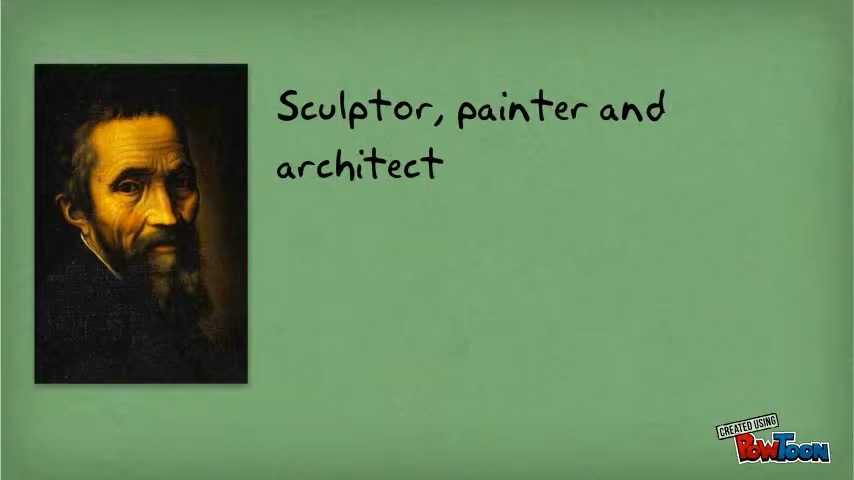 Sculptor, painter and
architect
CREATED USING
POWTOON